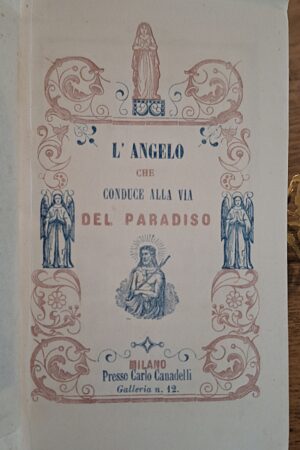 L' ANGELO
CHE
CONDUCE ALLA VIA
DEL PARADISO
MILANO
Presso Carlo Canadelli
Galleria n. 12.